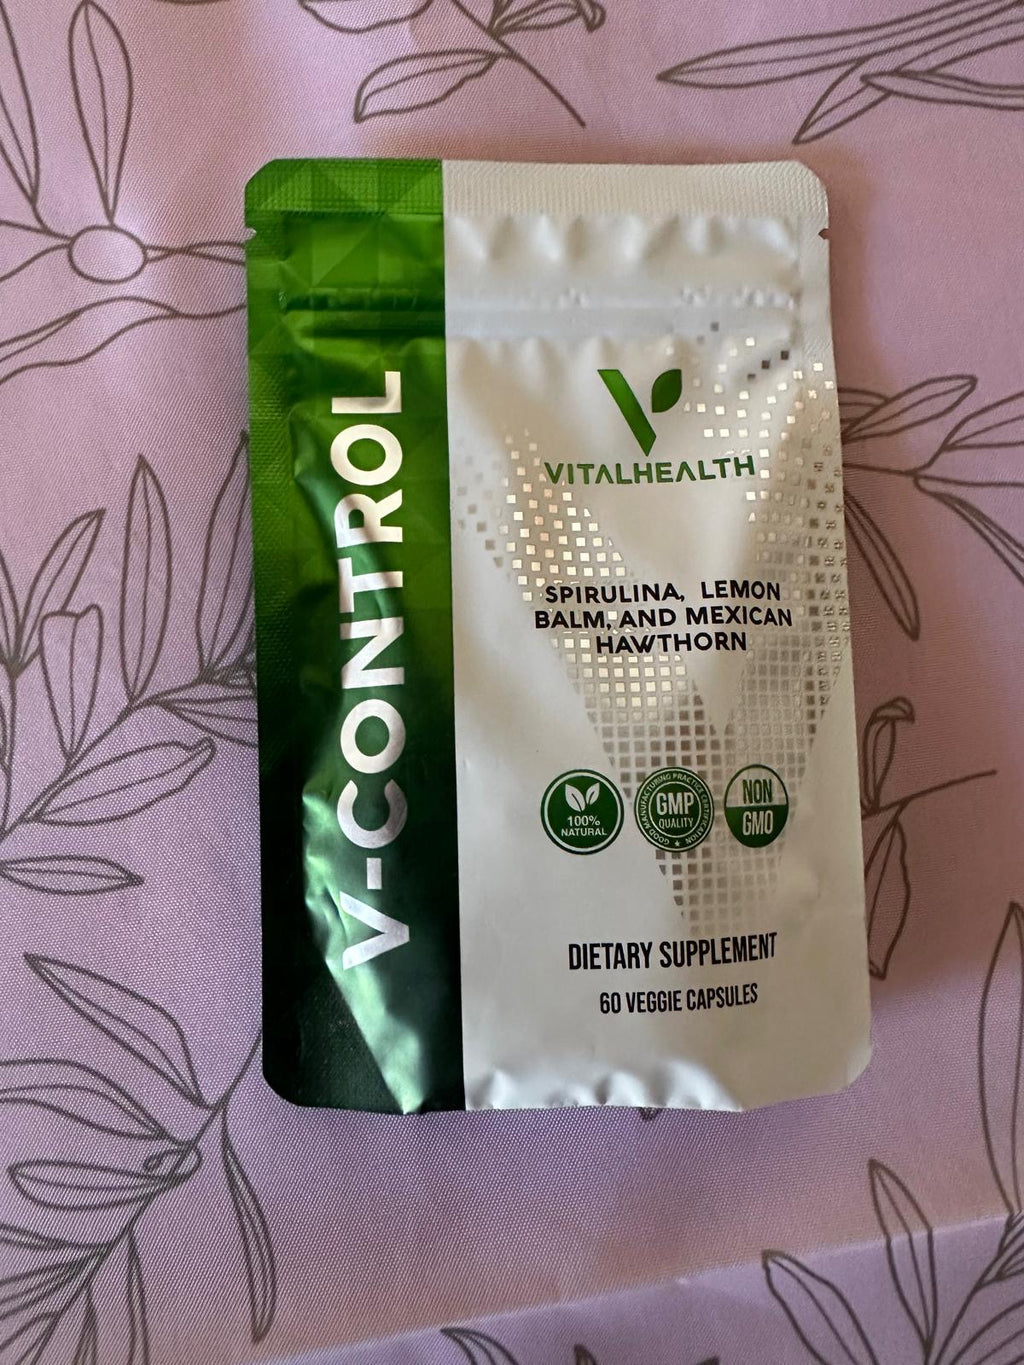 V-CONTROL
VITALHEALTH
SPIRULINA, LEMON
BALM, AND MEXICAN
HAWTHORN
100%
NATURAL
GOOD MANUFACTURING PRACTICE CERTIFICATION
GMP
QUALITY
NON
GMO
DIETARY SUPPLEMENT
60 VEGGIE CAPSULES